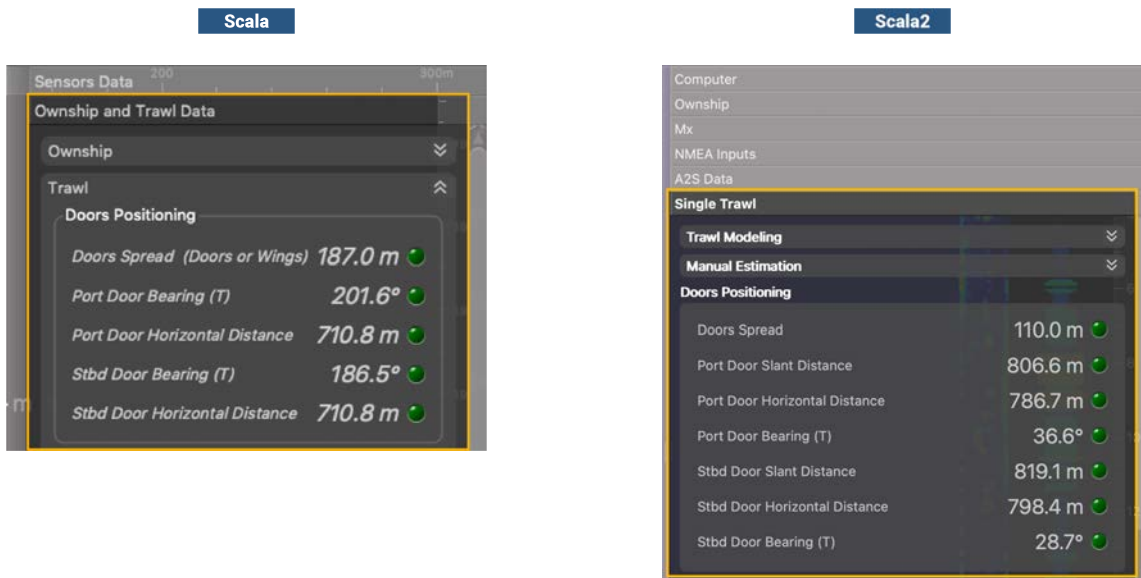 Scala
Sensors Data
200
300m
Ownship and Trawl Data
Ownship
Trawl
Doors Positioning
Doors Spread (Doors or Wings) 187.0 m
Port Door Bearing (T) 201.6°
Port Door Horizontal Distance 710.8 m
Stbd Door Bearing (T) 186.5°
Stbd Door Horizontal Distance 710.8 m
m
Scala2
Computer
Ownship
Mx
NMEA Inputs
A2S Data
Single Trawl
Trawl Modeling
Manual Estimation
Doors Positioning
Doors Spread 110.0 m
Port Door Slant Distance 806.6 m
Port Door Horizontal Distance 786.7 m
Port Door Bearing (T) 36.6°
Stbd Door Slant Distance 819.1 m
Stbd Door Horizontal Distance 798.4 m
Stbd Door Bearing (T) 28.7°